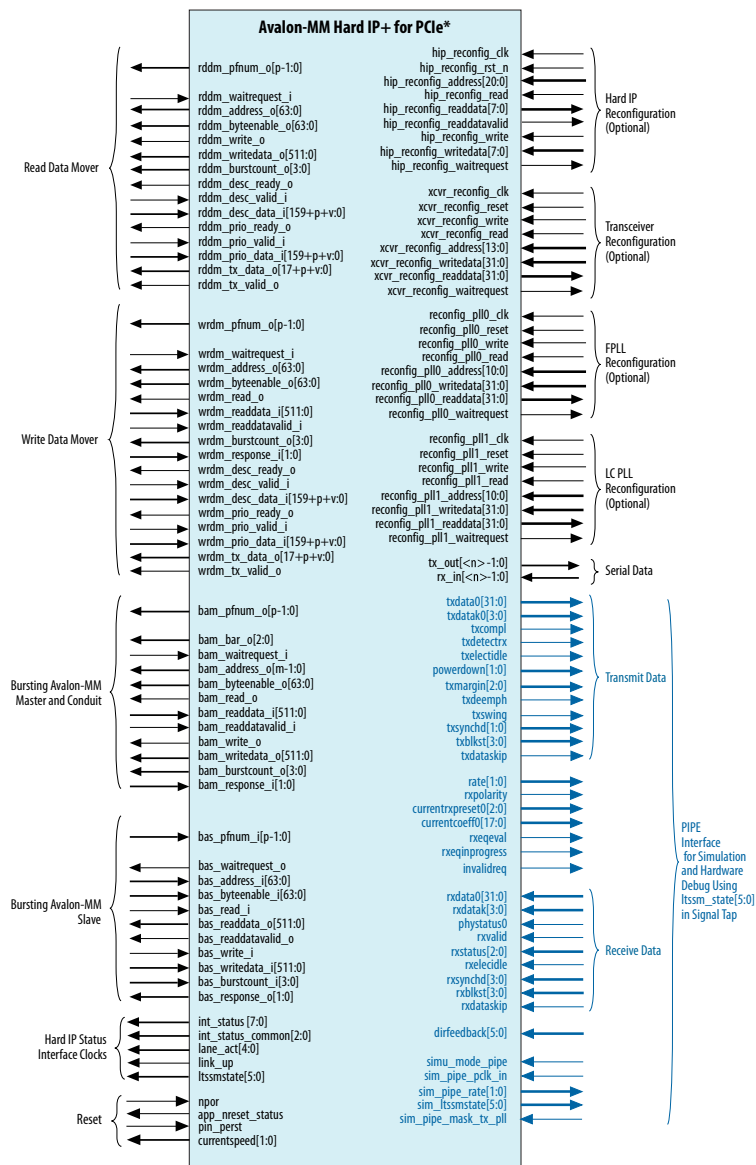 Avalon-MM Hard IP+ for PCIe*
Read Data Mover
rddm_pfnum_o[p-1:0]
rddm_waitrequest_i
rddm_address_o[63:0]
rddm_byteenable_o[63:0]
rddm_write_o
rddm_writedata_o[511:0]
rddm_burstcount_o[3:0]
rddm_desc_ready_o
rddm_desc_valid_i
rddm_desc_data_i[159+p+v:0]
rddm_prio_ready_o
rddm_prio_valid_i
rddm_prio_data_i[159+p+v:0]
rddm_tx_data_o[17+p+v:0]
rddm_tx_valid_o
Write Data Mover
wrdm_pfnum_o[p-1:0]
wrdm_waitrequest_i
wrdm_address_o[63:0]
wrdm_byteenable_o[63:0]
wrdm_read_o
wrdm_readdata_i[511:0]
wrdm_readdatavalid_i
wrdm_burstcount_o[3:0]
wrdm_response_i[1:0]
wrdm_desc_ready_o
wrdm_desc_valid_i
wrdm_desc_data_i[159+p+v:0]
wrdm_prio_ready_o
wrdm_prio_valid_i
wrdm_prio_data_i[159+p+v:0]
wrdm_tx_data_o[17+p+v:0]
wrdm_tx_valid_o
Bursting Avalon-MM
Master and Conduit
bam_pfnum_o[p-1:0]
bam_bar_o[2:0]
bam_waitrequest_i
bam_address_o[m-1:0]
bam_byteenable_o[63:0]
bam_read_o
bam_readdata_i[511:0]
bam_readdatavalid_i
bam_write_o
bam_writedata_o[511:0]
bam_burstcount_o[3:0]
bam_response_i[1:0]
Bursting Avalon-MM
Slave
bas_pfnum_i[p-1:0]
bas_waitrequest_o
bas_address_i[63:0]
bas_byteenable_i[63:0]
bas_read_i
bas_readdata_o[511:0]
bas_readdatavalid_o
bas_write_i
bas_writedata_i[511:0]
bas_burstcount_i[3:0]
bas_response_o[1:0]
Hard IP Status
Interface Clocks
int_status [7:0]
int_status_common[2:0]
lane_act[4:0]
link_up
ltssmstate[5:0]
Reset
npor
app_nreset_status
pin_perst
currentspeed[1:0]
hip_reconfig_clk
hip_reconfig_rst_n
hip_reconfig_address[20:0]
hip_reconfig_read
hip_reconfig_readdata[7:0]
hip_reconfig_readdatavalid
hip_reconfig_write
hip_reconfig_writedata[7:0]
hip_reconfig_waitrequest
Hard IP
Reconfiguration
(Optional)
xcvr_reconfig_clk
xcvr_reconfig_reset
xcvr_reconfig_write
xcvr_reconfig_read
xcvr_reconfig_address[13:0]
xcvr_reconfig_writedata[31:0]
xcvr_reconfig_readdata[31:0]
xcvr_reconfig_waitrequest
Transceiver
Reconfiguration
(Optional)
reconfig_pll0_clk
reconfig_pll0_reset
reconfig_pll0_write
reconfig_pll0_read
reconfig_pll0_address[10:0]
reconfig_pll0_writedata[31:0]
reconfig_pll0_readdata[31:0]
reconfig_pll0_waitrequest
FPLL
Reconfiguration
(Optional)
reconfig_pll1_clk
reconfig_pll1_reset
reconfig_pll1_write
reconfig_pll1_read
reconfig_pll1_address[10:0]
reconfig_pll1_writedata[31:0]
reconfig_pll1_readdata[31:0]
reconfig_pll1_waitrequest
LC PLL
Reconfiguration
(Optional)
tx_out[<n>-1:0]
rx_in[<n>-1:0]
Serial Data
txdata0[31:0]
txdatak0[3:0]
txcompl
txdetectrx
txelectidle
powerdown[1:0]
txmargin[2:0]
txdeemph
txswing
txsynchd[1:0]
txblkst[3:0]
txdataskip
Transmit Data
rate[1:0]
rxpolarity
currentrxpreset0[2:0]
currentcoeff0[17:0]
rxeqeval
rxeqinprogress
invalidreq
rxdata0[31:0]
rxdatak[3:0]
phystatus0
rxvalid
rxstatus[2:0]
rxelecidle
rxsynchd[3:0]
rxblkst[3:0]
rxdataskip
Receive Data
dirfeedback[5:0]
simu_mode_pipe
sim_pipe_pclk_in
sim_pipe_rate[1:0]
sim_ltssmstate[5:0]
sim_pipe_mask_tx_pll
PIPE
Interface
for Simulation
and Hardware
Debug Using
ltssm_state[5:0]
in Signal Tap